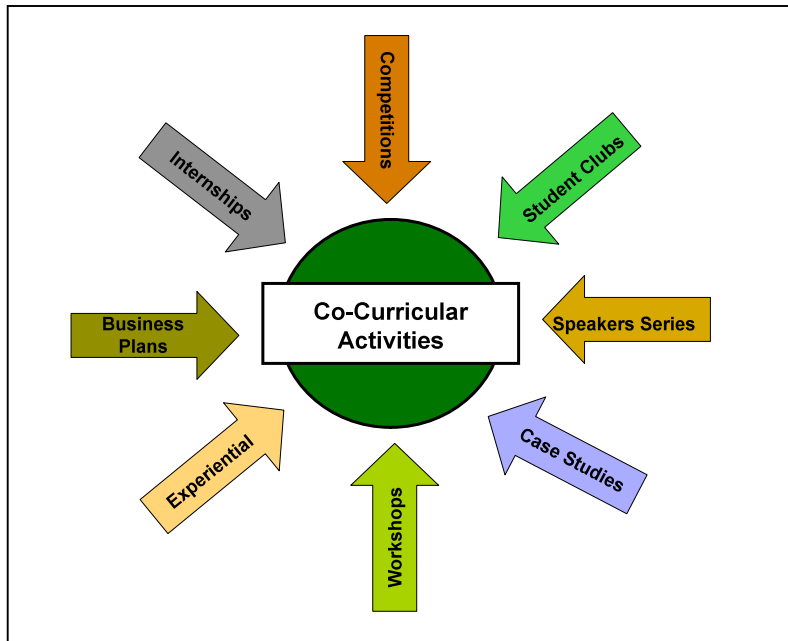 Competitions
Internships
Student Clubs
Co-Curricular
Activities
Business
Plans
Speakers Series
Experiential
Case Studies
Workshops